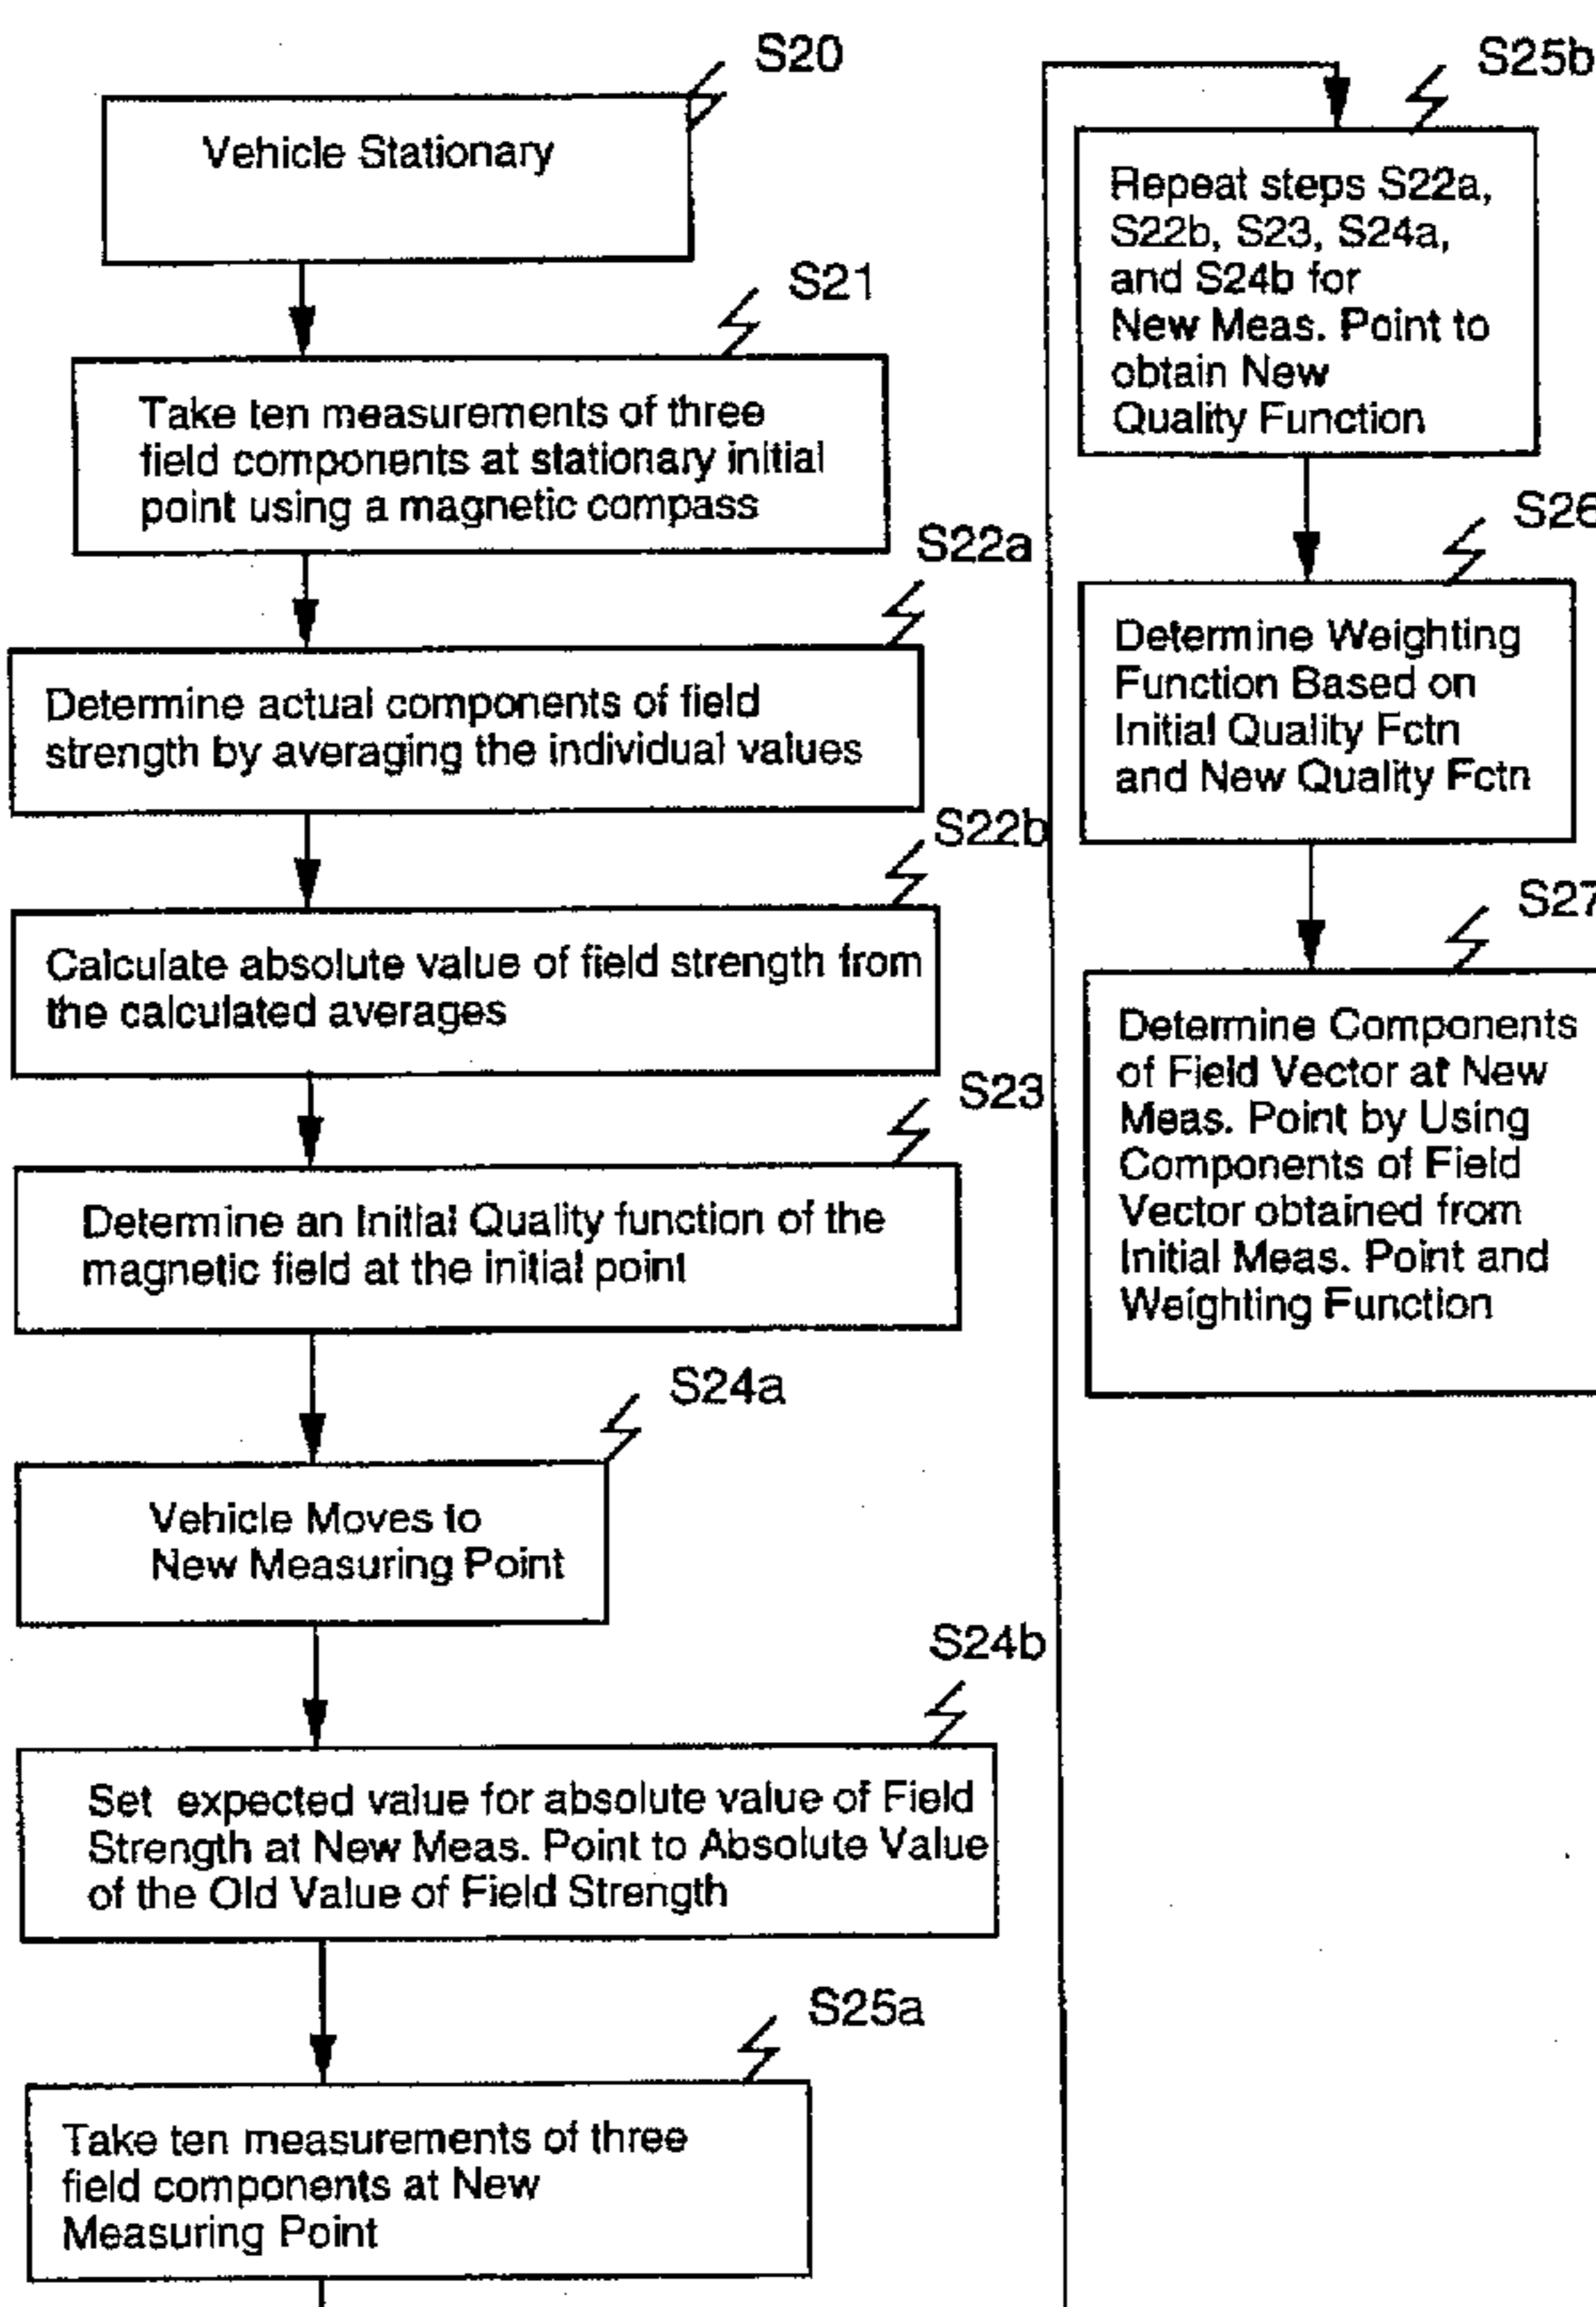 S20
Vehicle Stationary
S21
Take ten measurements of three
field components at stationary initial
point using a magnetic compass
S22a
Determine actual components of field
strength by averaging the individual values
S22b
Calculate absolute value of field strength from
the calculated averages
S23
Determine an Initial Quality function of the
magnetic field at the initial point
S24a
Vehicle Moves to
New Measuring Point
S24b
Set expected value for absolute value of Field
Strength at New Meas. Point to Absolute Value
of the Old Value of Field Strength
S25a
Take ten measurements of three
field components at New
Measuring Point
S25b
Repeat steps S22a,
S22b, S23, S24a,
and S24b for
New Meas. Point to
obtain New
Quality Function
S26
Determine Weighting
Function Based on
Initial Quality Fctn
and New Quality Fctn
S27
Determine Components
of Field Vector at New
Meas. Point by Using
Components of Field
Vector obtained from
Initial Meas. Point and
Weighting Function